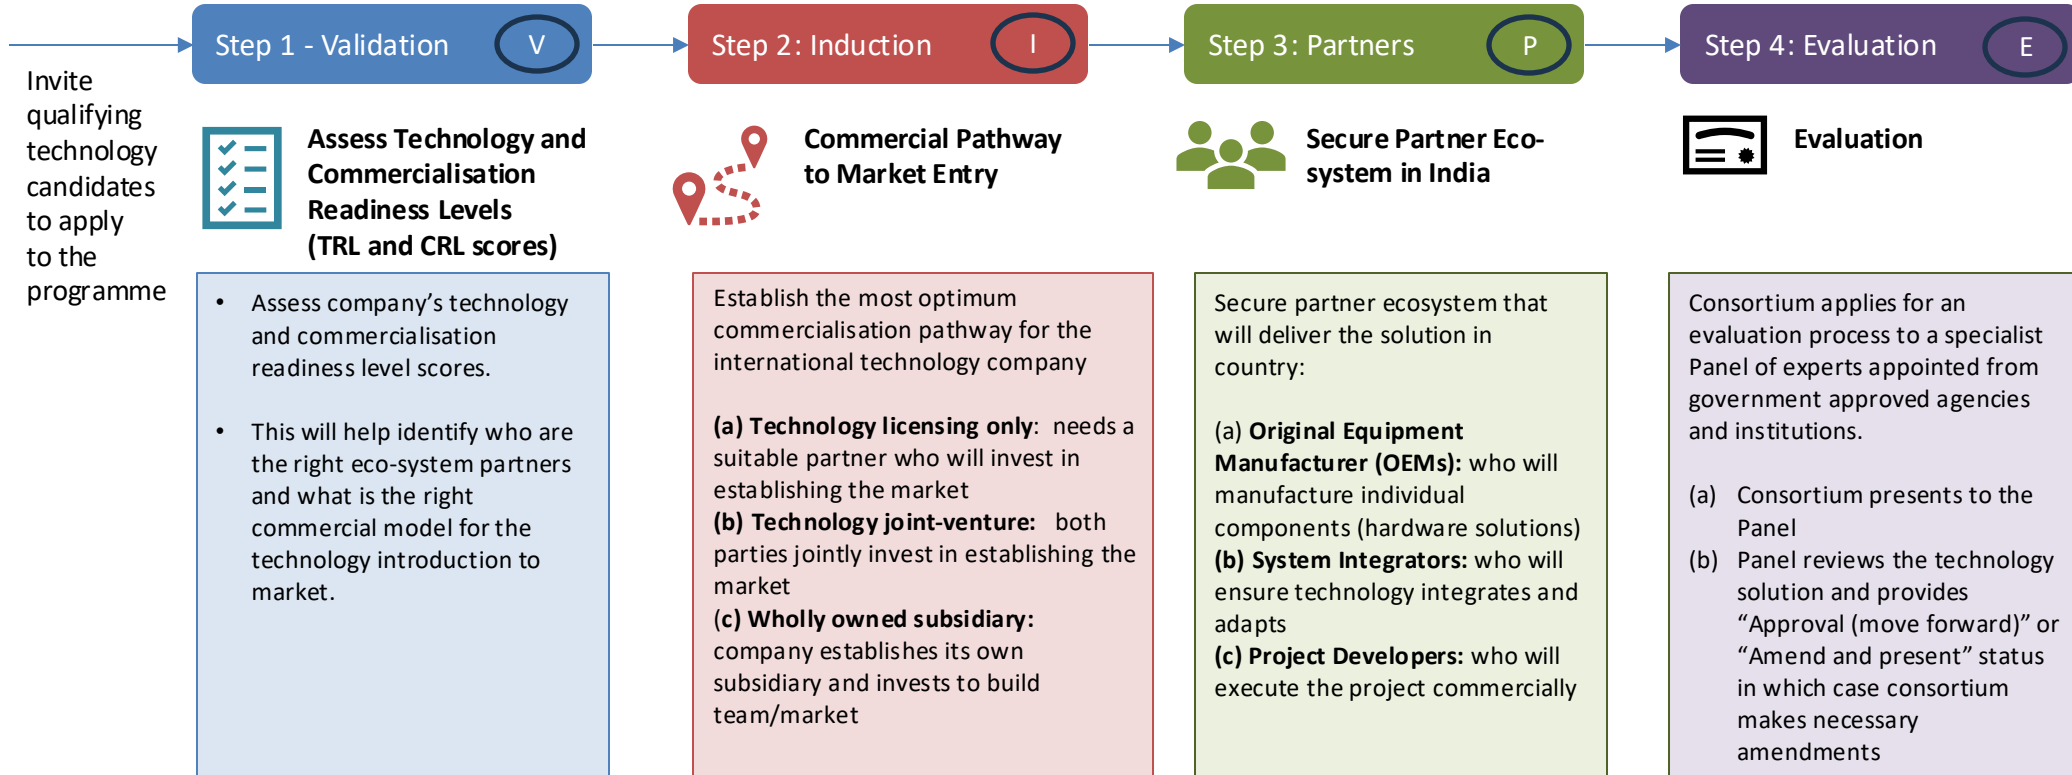 Invite
qualifying
technology
candidates
to apply
to the
programme
Step 1 - Validation
V
Assess Technology and
Commercialisation
Readiness Levels
(TRL and CRL scores)
• Assess company’s technology
and commercialisation
readiness level scores.
• This will help identify who are
the right eco-system partners
and what is the right
commercial model for the
technology introduction to
market.
Step 2: Induction
I
Commercial Pathway
to Market Entry
Establish the most optimum
commercialisation pathway for the
international technology company
(a) Technology licensing only: needs a
suitable partner who will invest in
establishing the market
(b) Technology joint-venture: both
parties jointly invest in establishing the
market
(c) Wholly owned subsidiary:
company establishes its own
subsidiary and invests to build
team/market
Step 3: Partners
P
Secure Partner Eco-
system in India
Secure partner ecosystem that
will deliver the solution in
country:
(a) Original Equipment
Manufacturer (OEMs): who will
manufacture individual
components (hardware solutions)
(b) System Integrators: who will
ensure technology integrates and
adapts
(c) Project Developers: who will
execute the project commercially
Step 4: Evaluation
E
Evaluation
Consortium applies for an
evaluation process to a specialist
Panel of experts appointed from
government approved agencies
and institutions.
(a) Consortium presents to the
Panel
(b) Panel reviews the technology
solution and provides
“Approval (move forward)” or
“Amend and present” status
in which case consortium
makes necessary
amendments